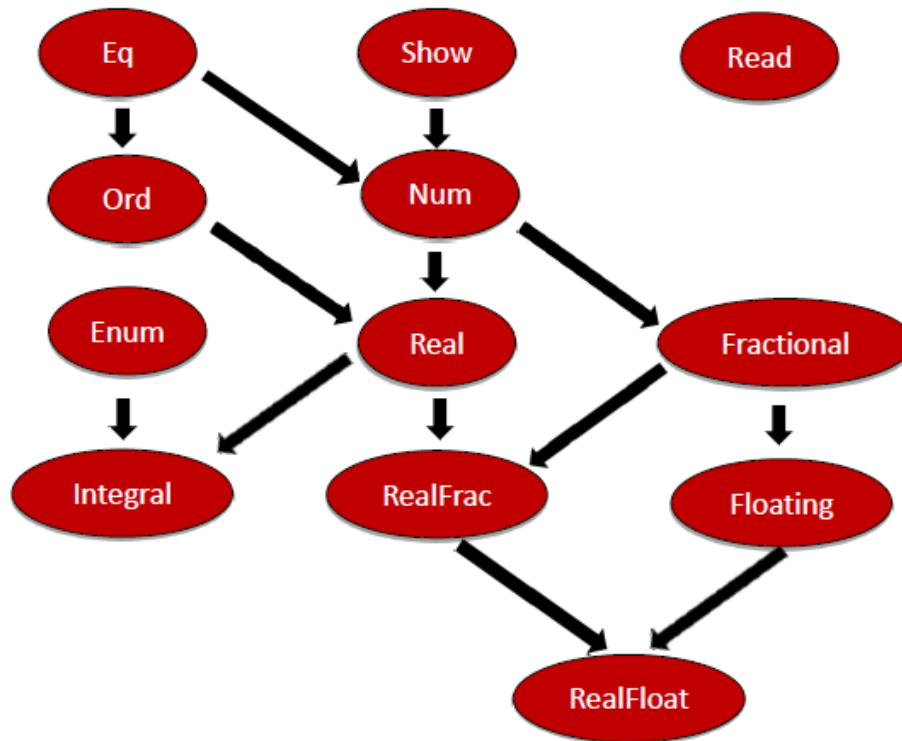 Eq
Show
Read
Ord
Num
Enum
Real
Fractional
Integral
RealFrac
Floating
RealFloat